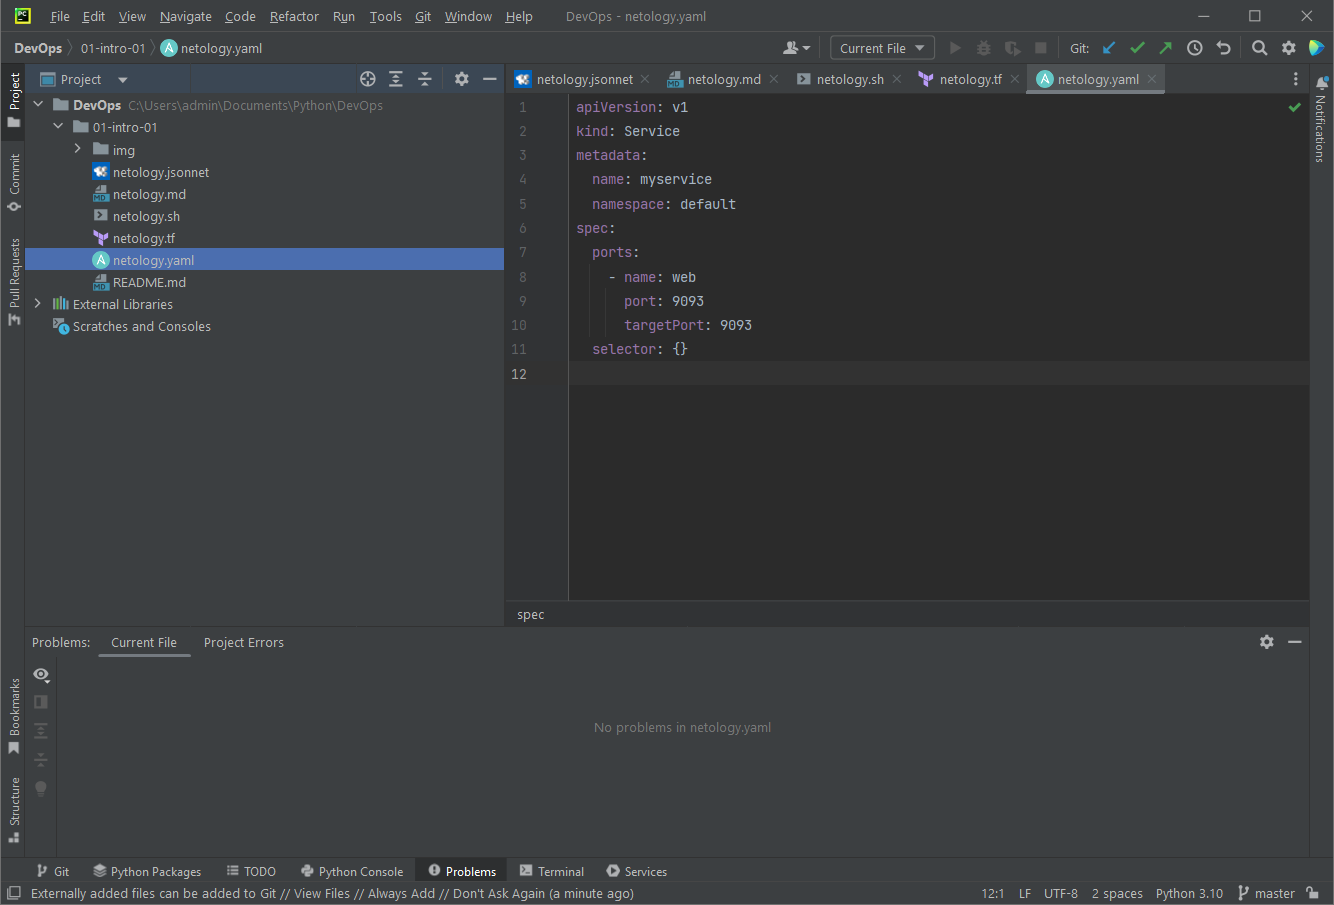 PC File Edit View Navigate Code Refactor Run Tools Git Window Help DevOps - netology.yaml
DevOps 01-intro-01 A netology.yaml Current File Git:
Project
Commit
Pull Requests
Bookmarks
Structure
Project
DevOps C:\Users\admin\Documents\Python\DevOps
01-intro-01
img
netology.jsonnet
MD netology.md
netology.sh
netology.tf
A netology.yaml
MD README.md
External Libraries
Scratches and Consoles
netology.jsonnet MD netology.md netology.sh netology.tf A netology.yaml
1 apiVersion: v1
2 kind: Service
3 metadata:
4 name: myservice
5 namespace: default
6 spec:
7 ports:
8 - name: web
9 port: 9093
10 targetPort: 9093
11 selector: {}
12
spec
Notifications
Problems: Current File Project Errors
No problems in netology.yaml
Git Python Packages TODO Python Console Problems Terminal Services
Externally added files can be added to Git // View Files // Always Add // Don't Ask Again (a minute ago) 12:1 LF UTF-8 2 spaces Python 3.10 master